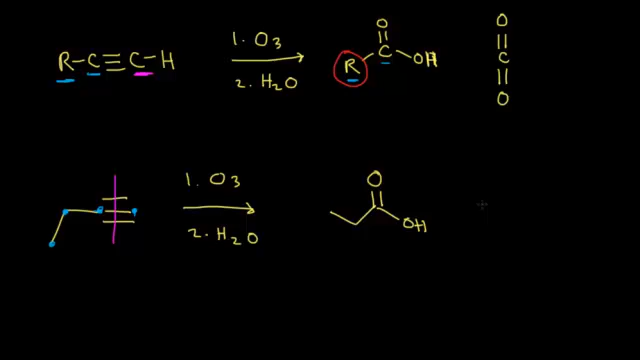 R-C≡C-H
1. O3
2. H2O
O
R
C
OH
O
C
O
1. O3
2. H2O
O
OH